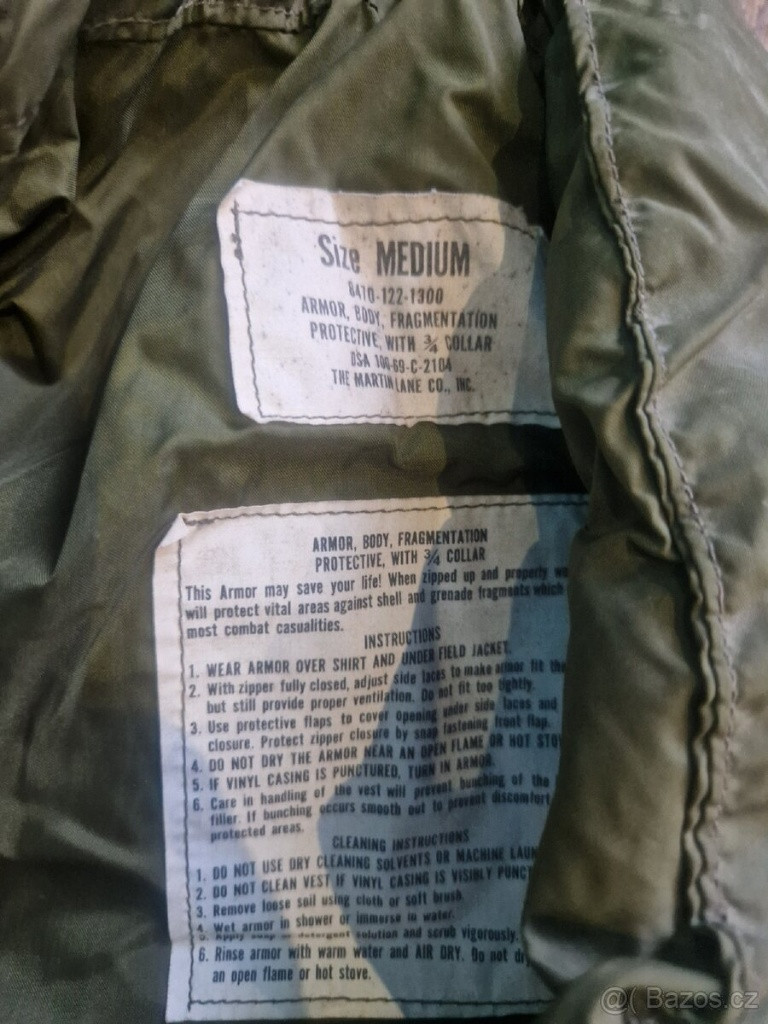 Size MEDIUM
8470-122-1300
ARMOR, BODY, FRAGMENTATION
PROTECTIVE, WITH 3/4 COLLAR
DSA 100-69-C-2104
THE MARTIN LANE CO., INC.
ARMOR, BODY, FRAGMENTATION
PROTECTIVE, WITH 3/4 COLLAR
This Armor may save your life! When zipped up and properly
will protect vital areas against shell and grenade fragments which
most combat casualities.
INSTRUCTIONS
1. WEAR ARMOR OVER SHIRT AND UNDER FIELD JACKET.
2. With zipper fully closed, adjust side laces to make armor fit the
but still provide proper ventilation. Do not fit too tightly.
3. Use protective flaps to cover opening under side laces and
closure. Protect zipper closure by snap fastening front flap.
4. DO NOT DRY THE ARMOR NEAR AN OPEN FLAME OR HOT STO
5. IF VINYL CASING IS PUNCTURED, TURN IN ARMOR.
6. Care in handling of the vest will prevent bunching of the
filler. If bunching occurs smooth out to prevent discomfort
protected areas.
CLEANING INSTRUCTIONS
1. DO NOT USE DRY CLEANING SOLVENTS OR MACHINE LAUN
2. DO NOT CLEAN VEST IF VINYL CASING IS VISIBLY PUNCT
3. Remove loose soil using cloth or soft brush.
4. Wet armor in shower or immerse in water.
5. Apply soap or detergent solution and scrub vigorously.
6. Rinse armor with warm water and AIR DRY. Do not dr
an open flame or hot stove.
@( Bazos.cz